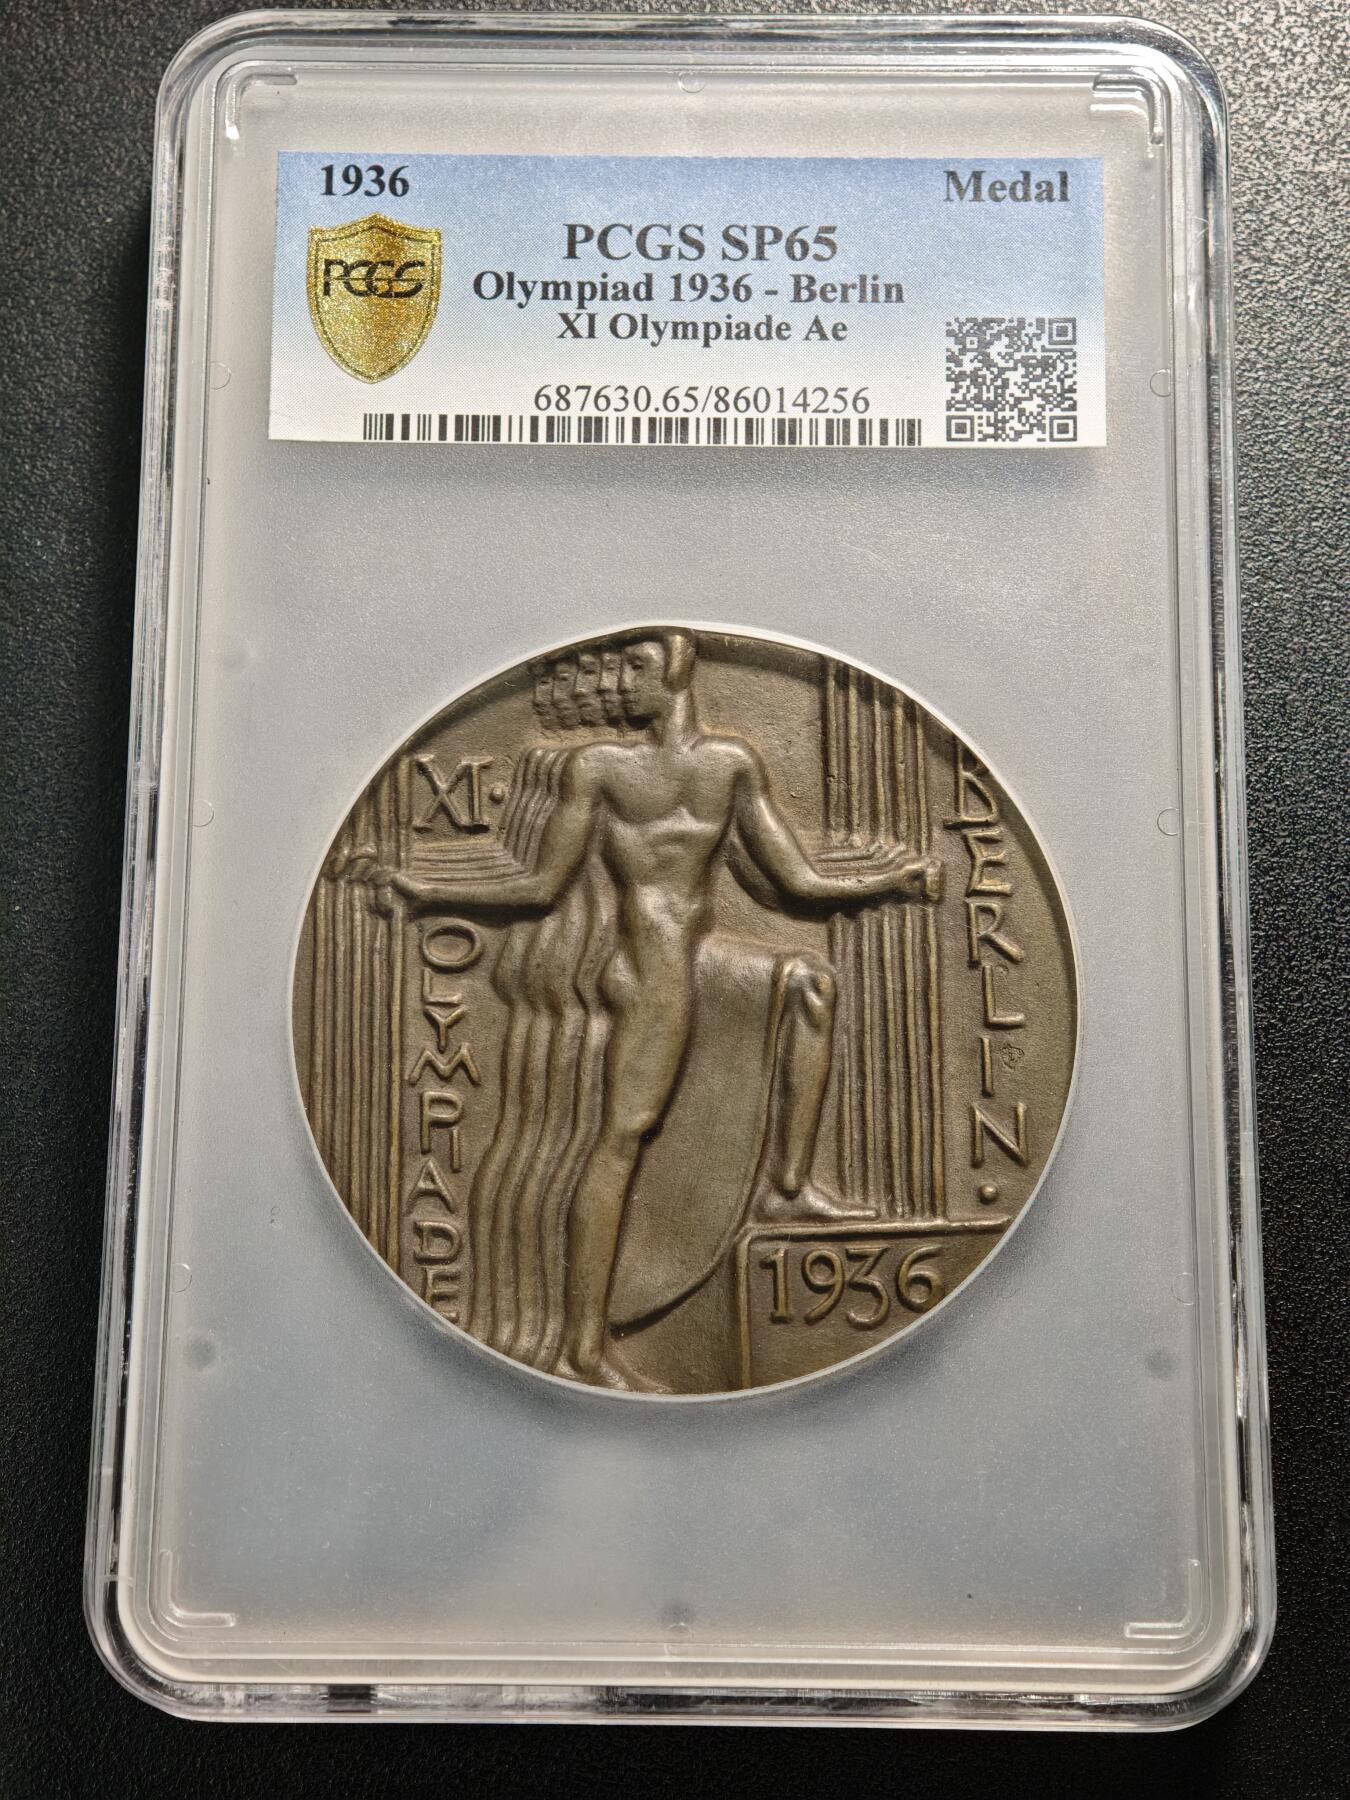 1936
Medal
PCGS
PCGS SP65
Olympiad 1936 - Berlin
XI Olympiade Ae
687630.65/86014256
XI·
OLYMPIADE
BERLIN·
1936